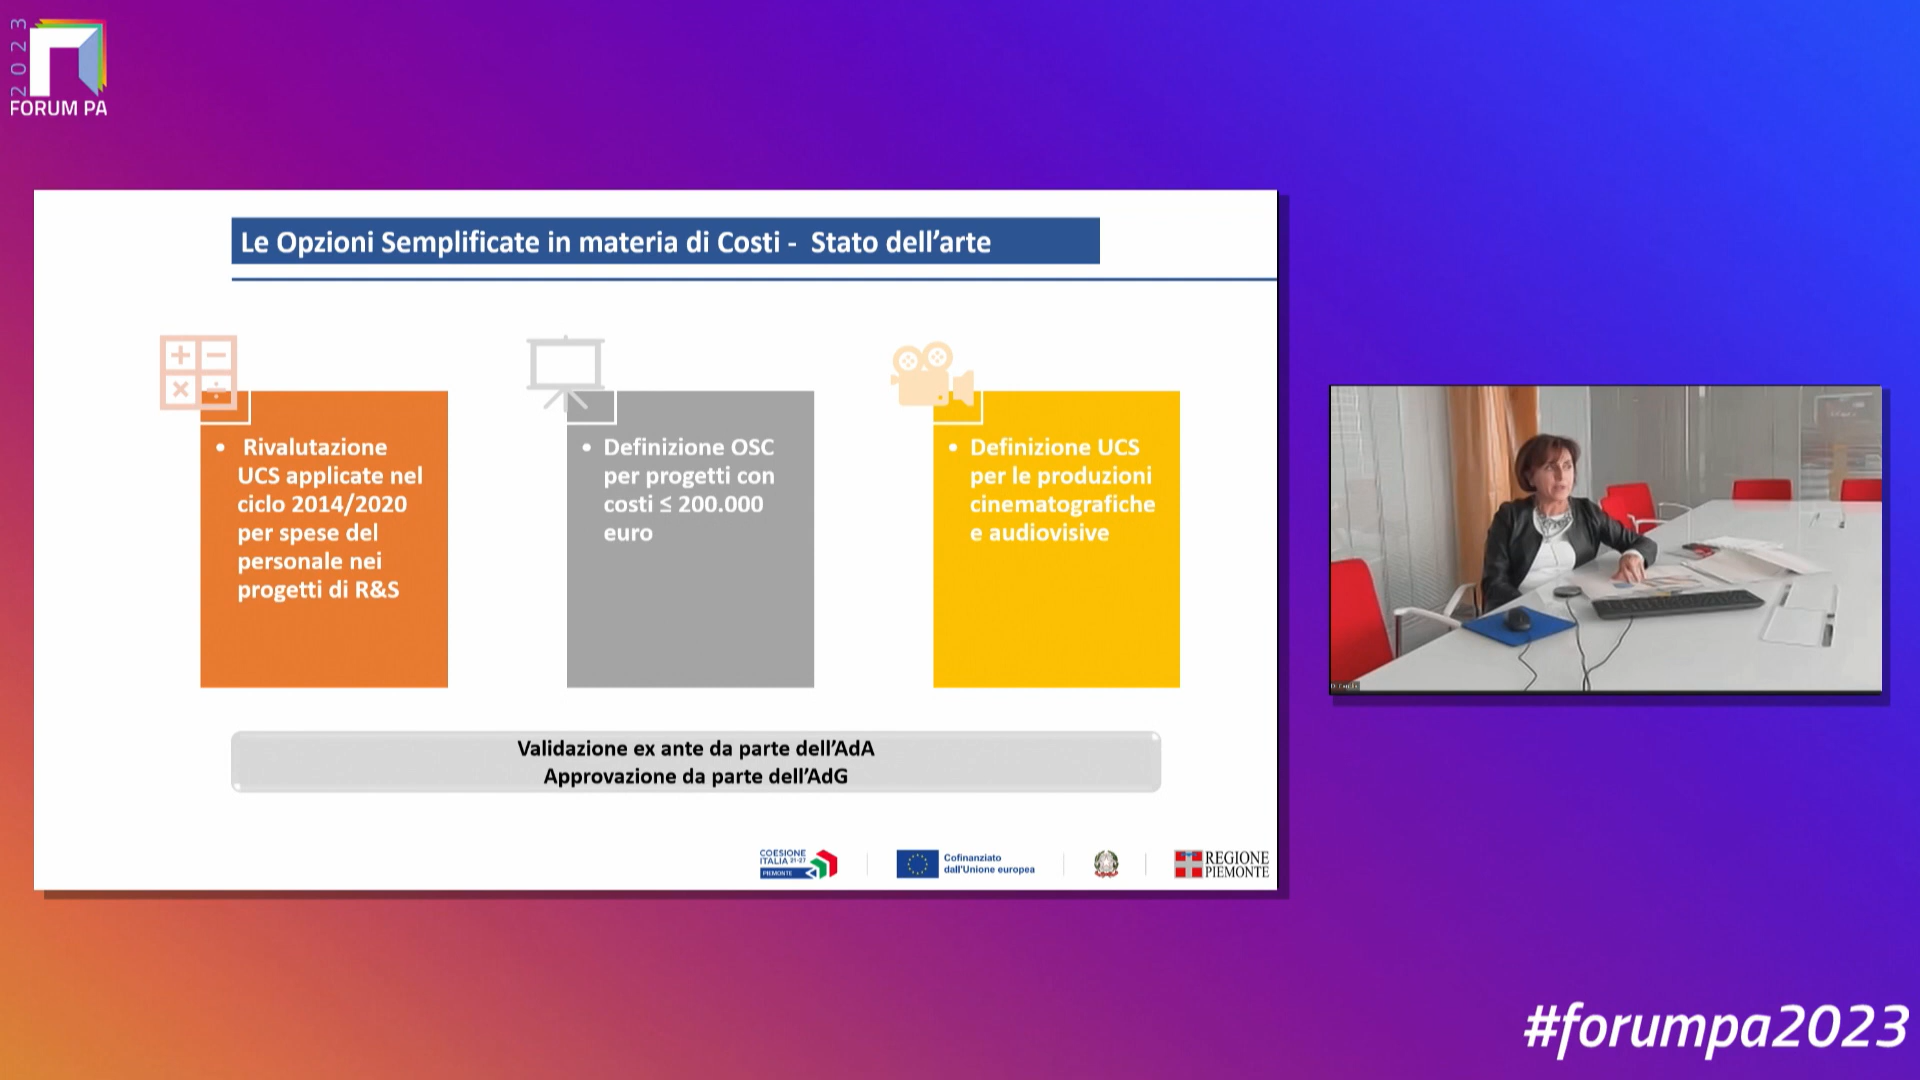 2023
FORUM PA
Le Opzioni Semplificate in materia di Costi - Stato dell’arte
• Rivalutazione
UCS applicate nel
ciclo 2014/2020
per spese del
personale nei
progetti di R&S
• Definizione OSC
per progetti con
costi ≤ 200.000
euro
• Definizione UCS
per le produzioni
cinematografiche
e audiovisive
Validazione ex ante da parte dell’AdA
Approvazione da parte dell’AdG
COESIONE
ITALIA 21-27
PIEMONTE
Cofinanziato
dall'Unione europea
REGIONE
PIEMONTE
#forumpa2023